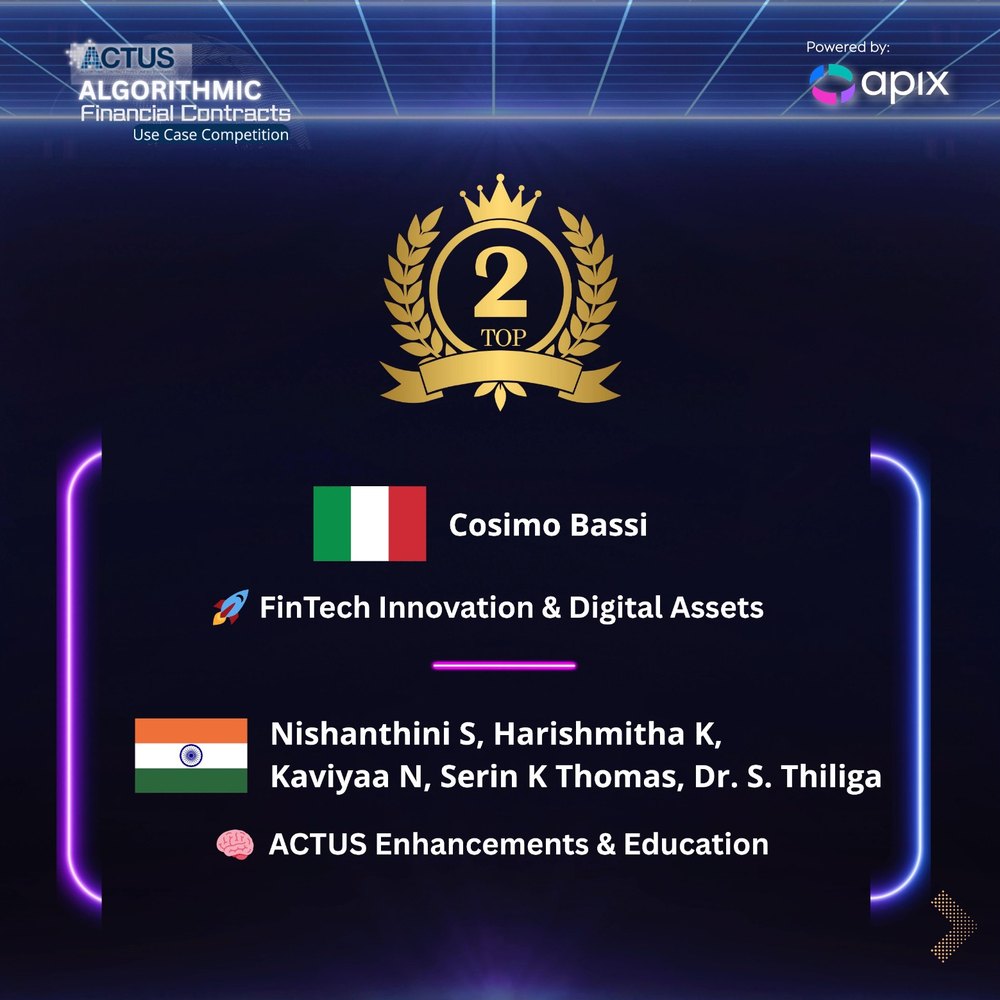 ACTUS
ALGORITHMIC
Financial Contracts
Use Case Competition
Powered by:
apix
2
TOP
Cosimo Bassi
FinTech Innovation & Digital Assets
Nishanthini S, Harishmitha K,
Kaviyaa N, Serin K Thomas, Dr. S. Thiliga
ACTUS Enhancements & Education